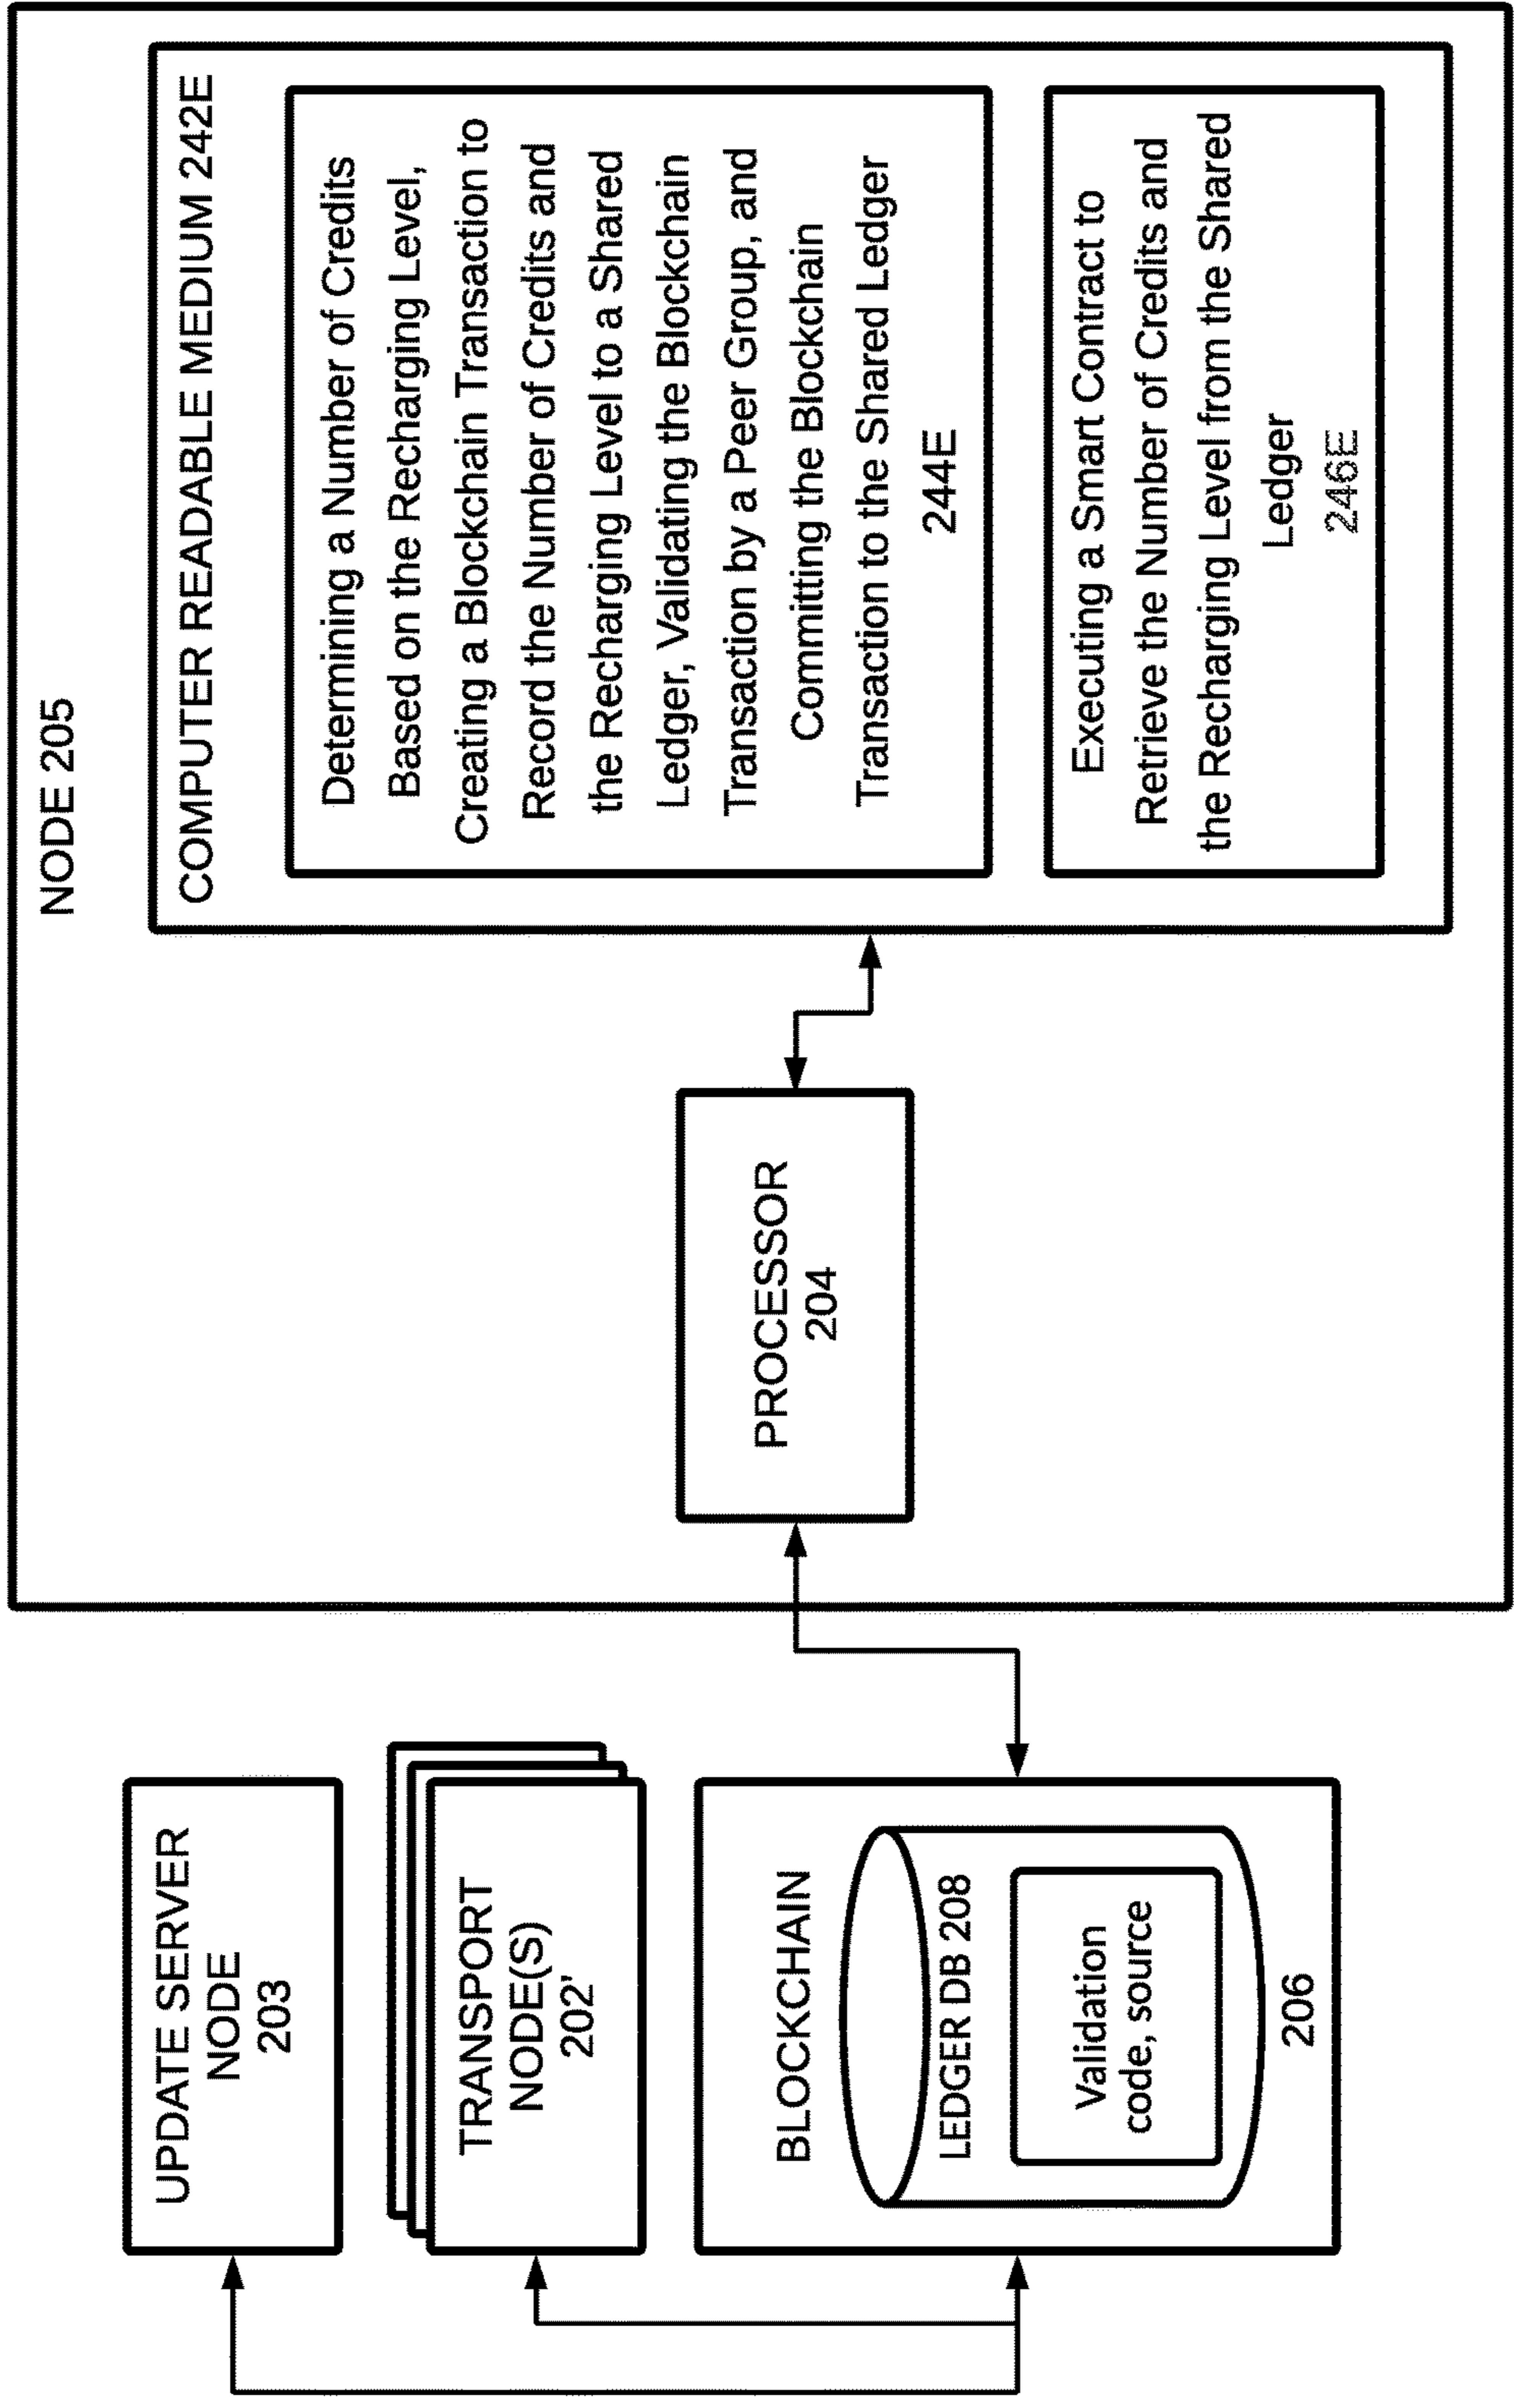 UPDATE SERVER
NODE
203
TRANSPORT
NODE(S)
202'
BLOCKCHAIN
LEDGER DB 208
Validation
code, source
206
NODE 205
PROCESSOR
204
COMPUTER READABLE MEDIUM 242E
Determining a Number of Credits
Based on the Recharging Level,
Creating a Blockchain Transaction to
Record the Number of Credits and
the Recharging Level to a Shared
Ledger, Validating the Blockchain
Transaction by a Peer Group, and
Committing the Blockchain
Transaction to the Shared Ledger
244E
Executing a Smart Contract to
Retrieve the Number of Credits and
the Recharging Level from the Shared
Ledger
246E